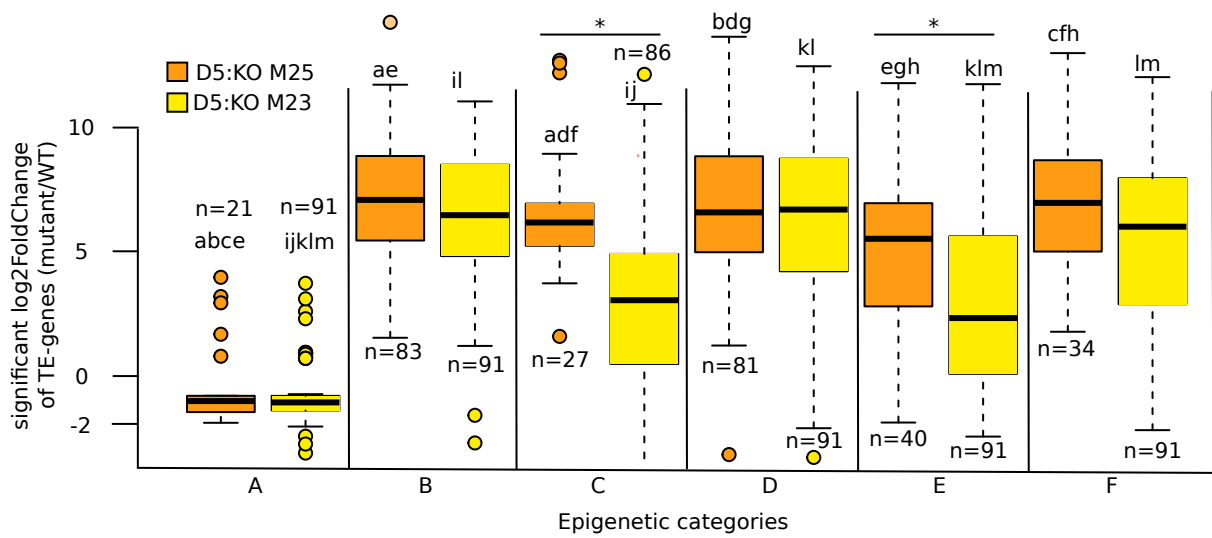 bdg
*
*
cfh
n=86
kl
D5:KO M25
ae
il
egh
klm
lm
D5:KO M23
ij
10
adf
n=21
n=91
abce
ijklm
5
significant log2FoldChange
of TE-genes (mutant/WT)
n=83
n=91
n=27
n=81
n=34
0
-2
n=91
n=40
n=91
n=91
A
B
C
D
E
F
Epigenetic categories